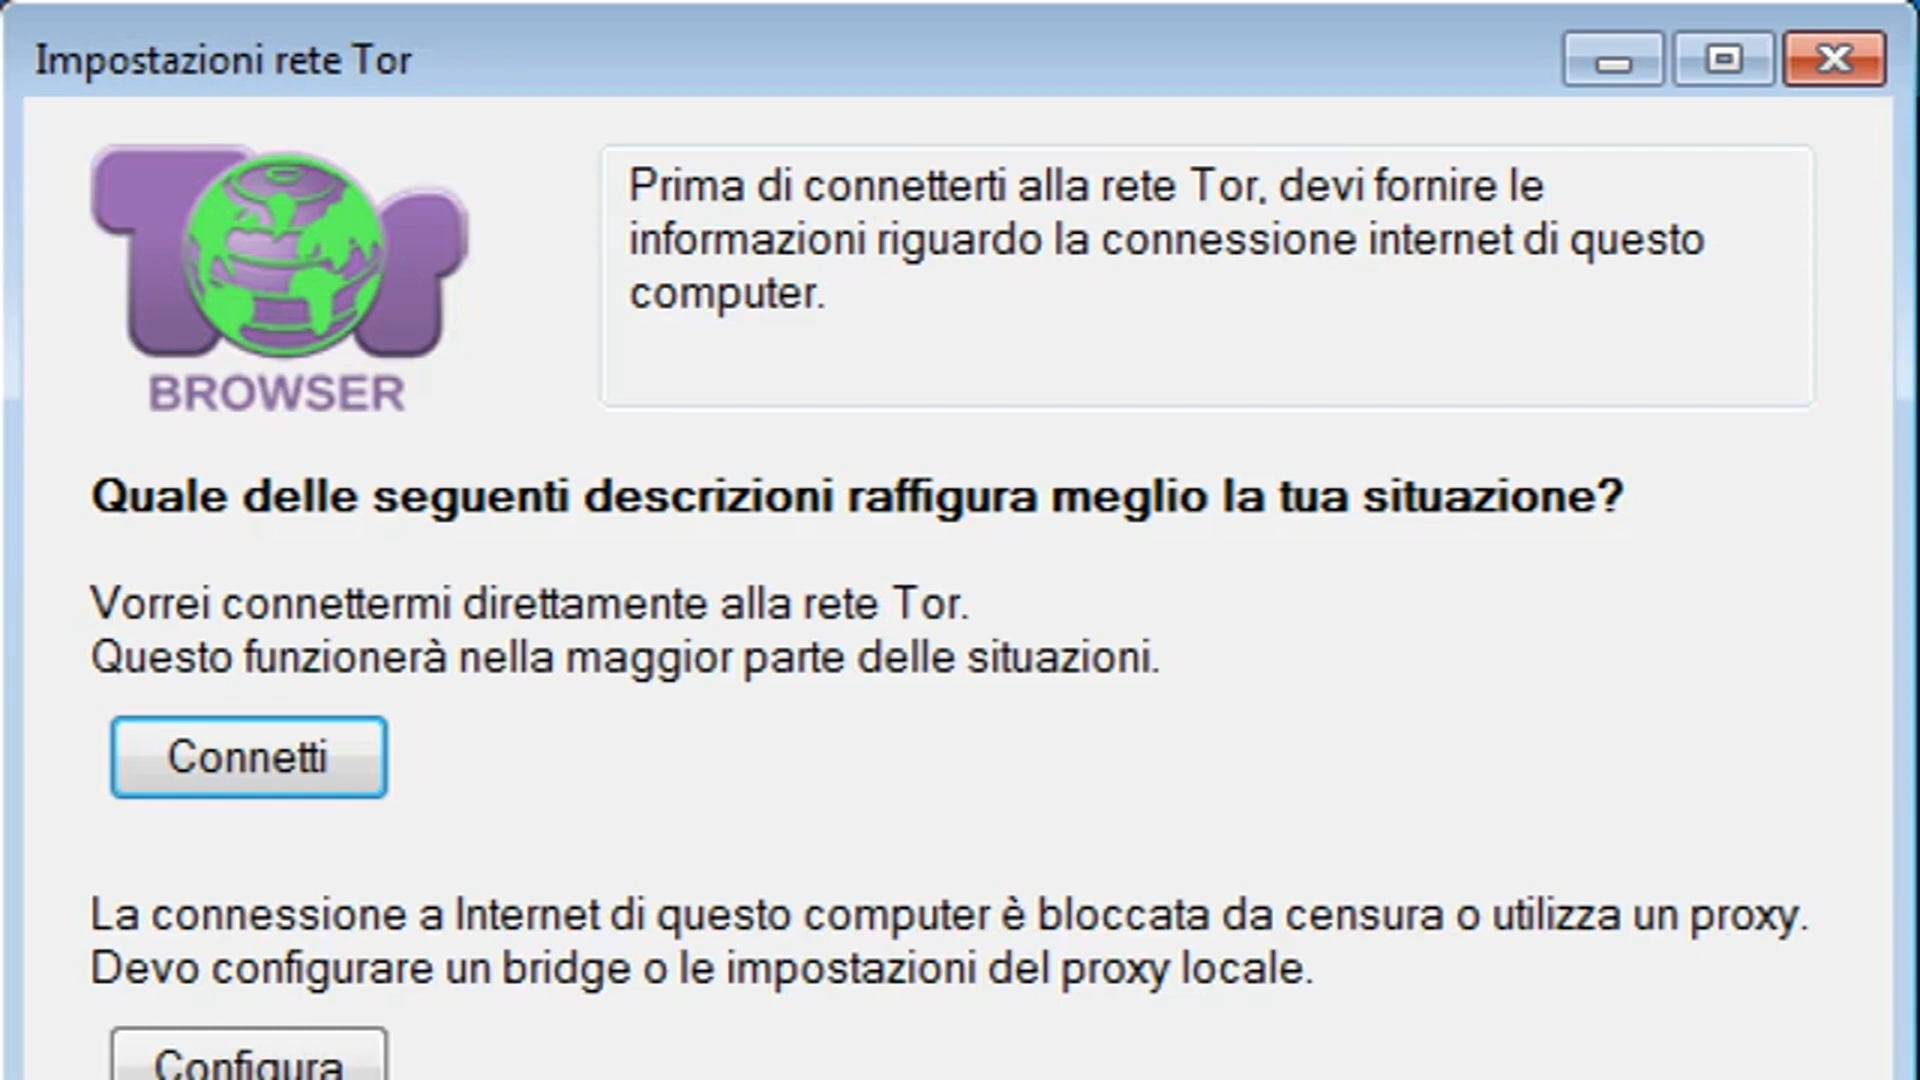 Impostazioni rete Tor
Tor
BROWSER
Prima di connetterti alla rete Tor, devi fornire le
informazioni riguardo la connessione internet di questo
computer.
Quale delle seguenti descrizioni raffigura meglio la tua situazione?
Vorrei connettermi direttamente alla rete Tor.
Questo funzionerà nella maggior parte delle situazioni.
Connetti
La connessione a Internet di questo computer è bloccata da censura o utilizza un proxy.
Devo configurare un bridge o le impostazioni del proxy locale.
Configura